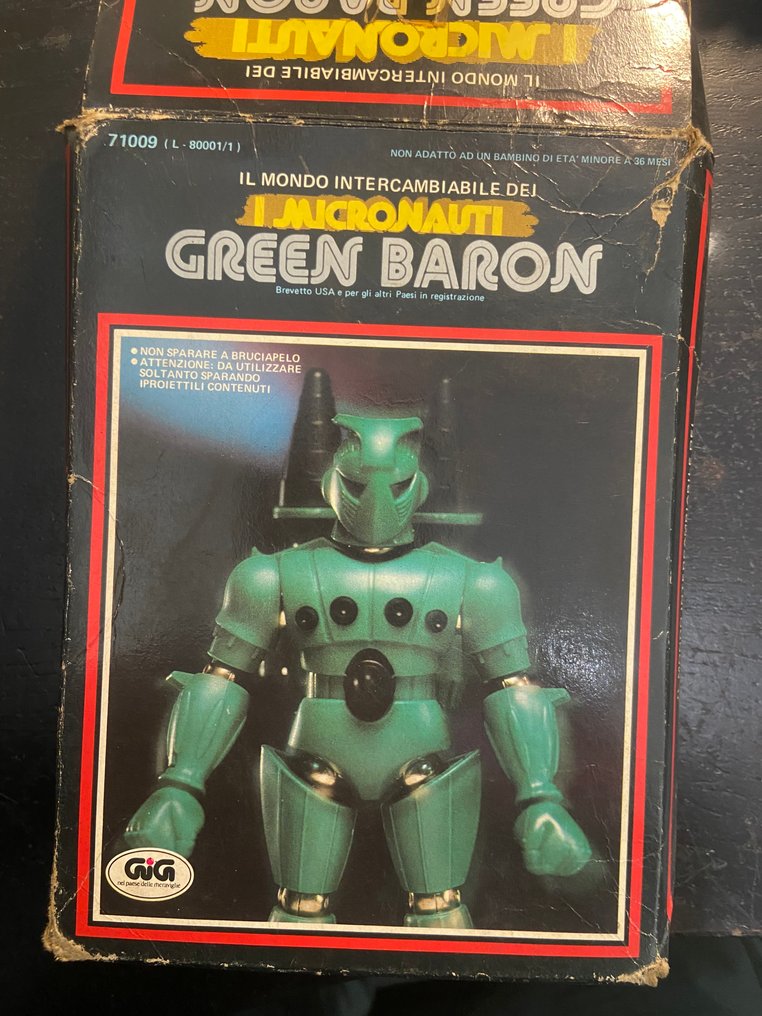 GREEN BARON
I MICRONAUTI
IL MONDO INTERCAMBIABILE DEI
71009 ( L - 80001/1 )
NON ADATTO AD UN BAMBINO DI ETA' MINORE A 36 MESI
IL MONDO INTERCAMBIABILE DEI
I MICRONAUTI
GREEN BARON
Brevetto USA e per gli altri Paesi in registrazione
● NON SPARARE A BRUCIAPELO
● ATTENZIONE: DA UTILIZZARE
SOLTANTO SPARANDO
IPROIETTILI CONTENUTI
GiG
nel paese delle meraviglie